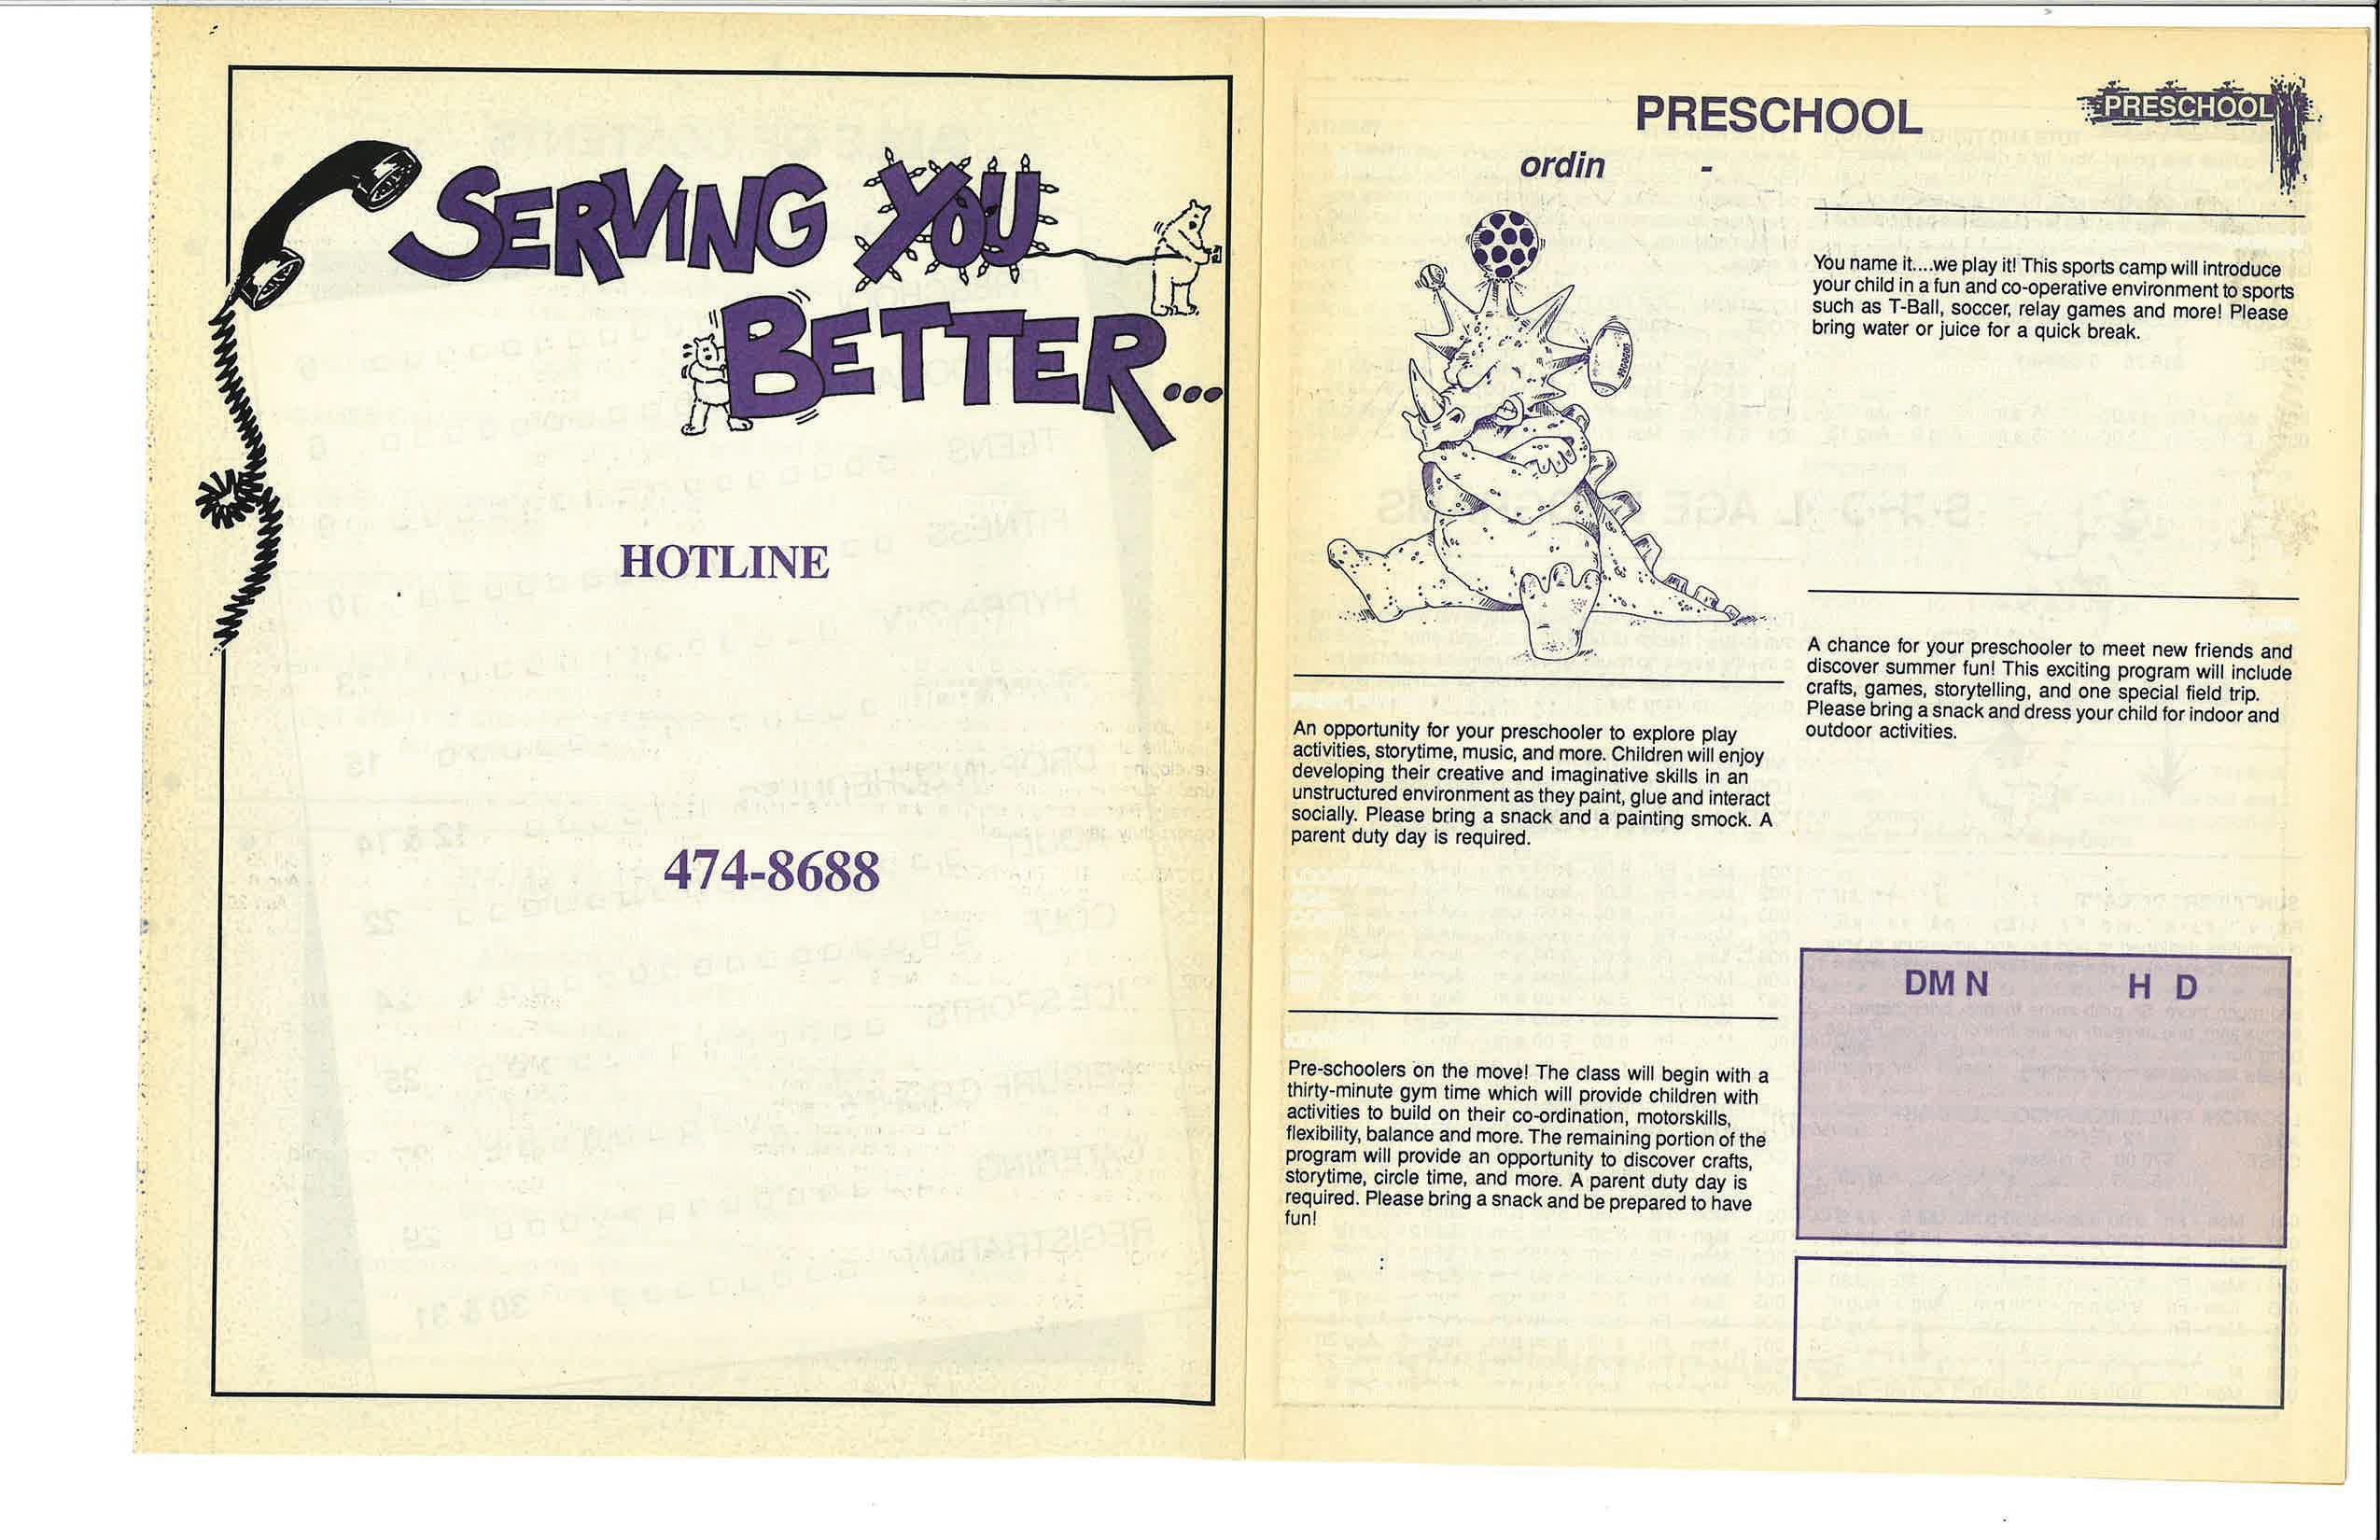 SERVING YOU
BETTER...
HOTLINE
474-8688
PRESCHOOL
PRESCHOOL
ordin -
An opportunity for your preschooler to explore play
activities, storytime, music, and more. Children will enjoy
developing their creative and imaginative skills in an
unstructured environment as they paint, glue and interact
socially. Please bring a snack and a painting smock. A
parent duty day is required.
Pre-schoolers on the move! The class will begin with a
thirty-minute gym time which will provide children with
activities to build on their co-ordination, motorskills,
flexibility, balance and more. The remaining portion of the
program will provide an opportunity to discover crafts,
storytime, circle time, and more. A parent duty day is
required. Please bring a snack and be prepared to have
fun!
:
You name it....we play it! This sports camp will introduce
your child in a fun and co-operative environment to sports
such as T-Ball, soccer, relay games and more! Please
bring water or juice for a quick break.
A chance for your preschooler to meet new friends and
discover summer fun! This exciting program will include
crafts, games, storytelling, and one special field trip.
Please bring a snack and dress your child for indoor and
outdoor activities.
DM N H D